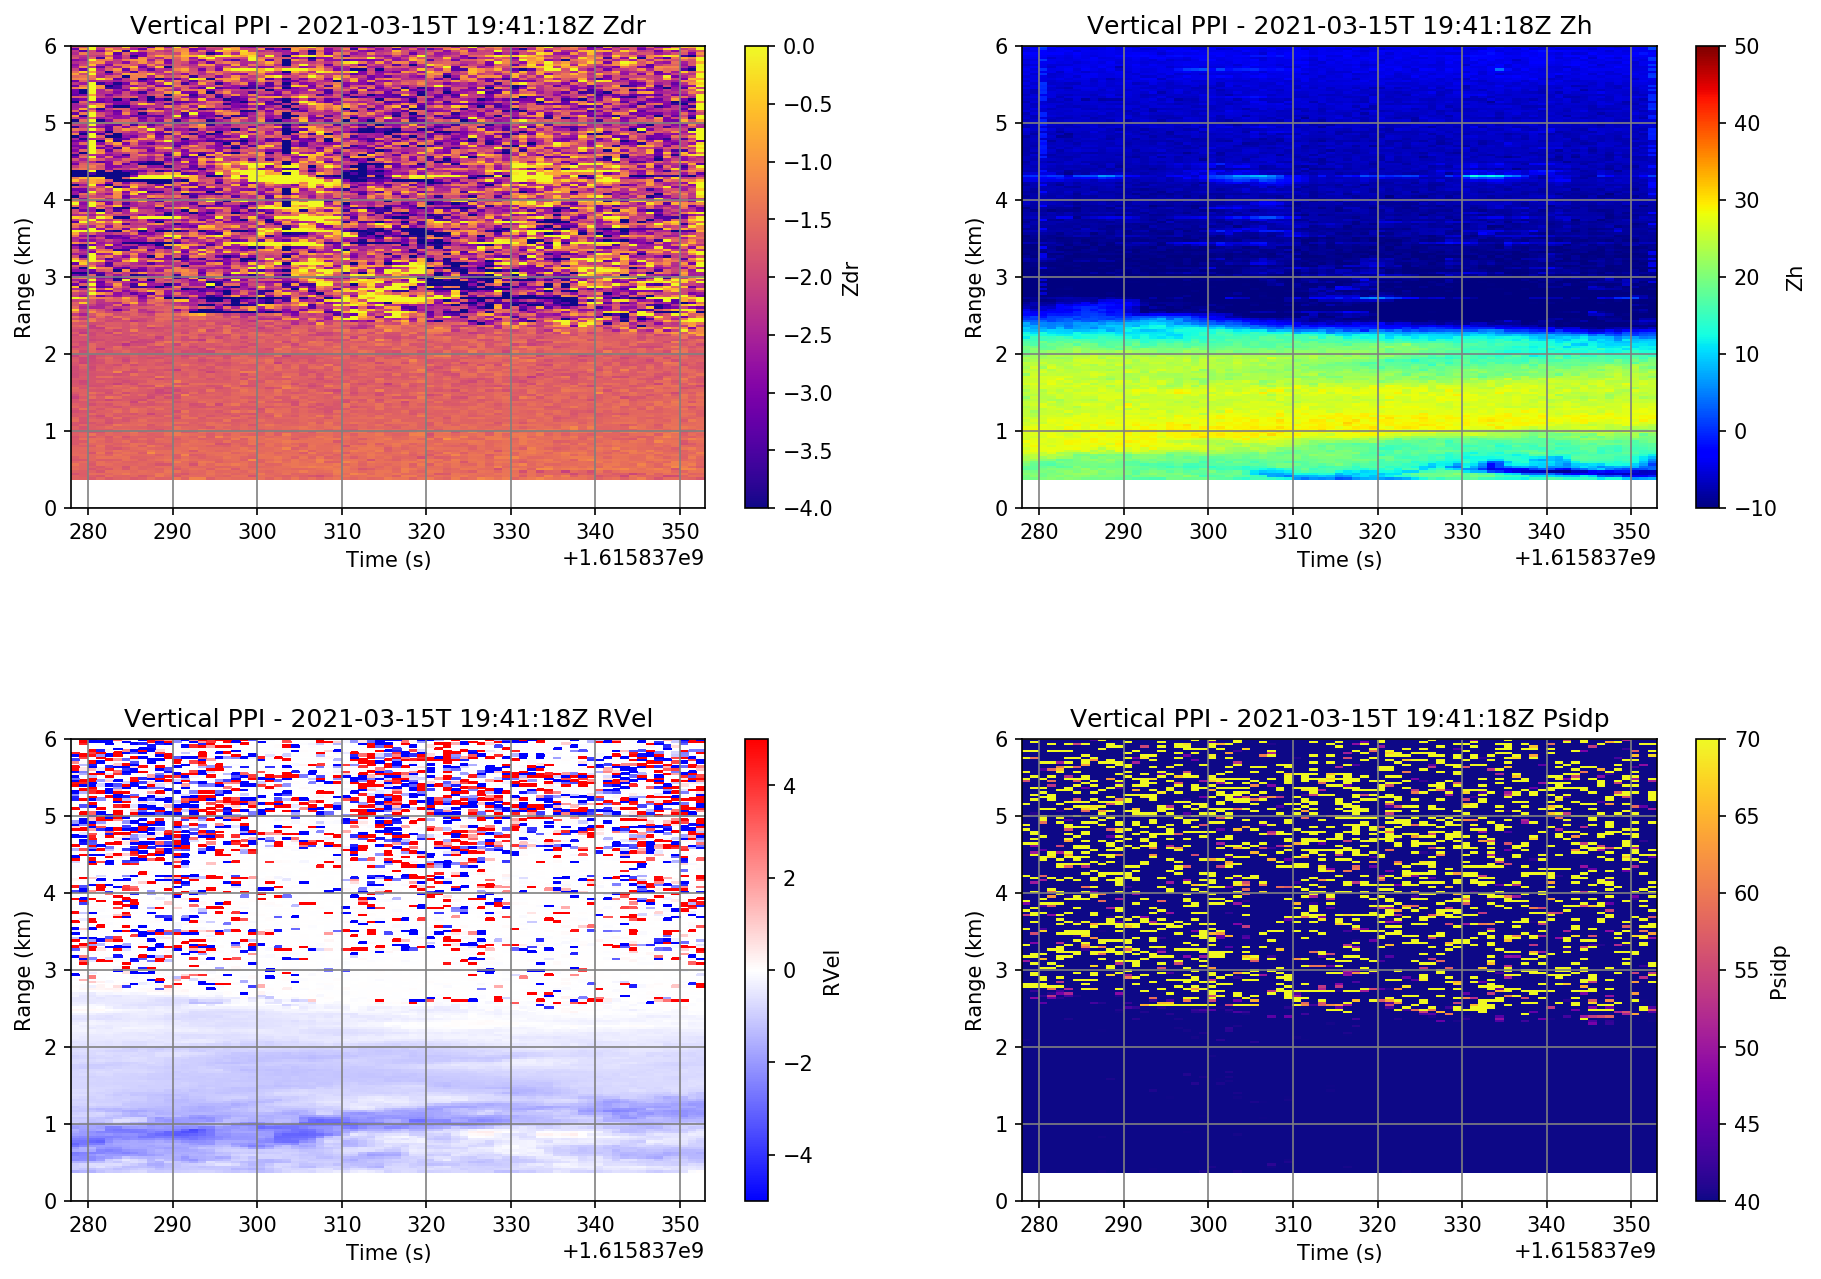 Vertical PPI - 2021-03-15T 19:41:18Z Zdr
6
5
4
3
2
1
0
Range (km)
280 290 300 310 320 330 340 350
Time (s)
+1.615837e9
0.0
−0.5
−1.0
−1.5
−2.0
−2.5
−3.0
−3.5
−4.0
Zdr
Vertical PPI - 2021-03-15T 19:41:18Z Zh
6
5
4
3
2
1
0
Range (km)
280 290 300 310 320 330 340 350
Time (s)
+1.615837e9
50
40
30
20
10
0
−10
Zh
Vertical PPI - 2021-03-15T 19:41:18Z RVel
6
5
4
3
2
1
0
Range (km)
280 290 300 310 320 330 340 350
Time (s)
+1.615837e9
4
2
0
−2
−4
RVel
Vertical PPI - 2021-03-15T 19:41:18Z Psidp
6
5
4
3
2
1
0
Range (km)
280 290 300 310 320 330 340 350
Time (s)
+1.615837e9
70
65
60
55
50
45
40
Psidp